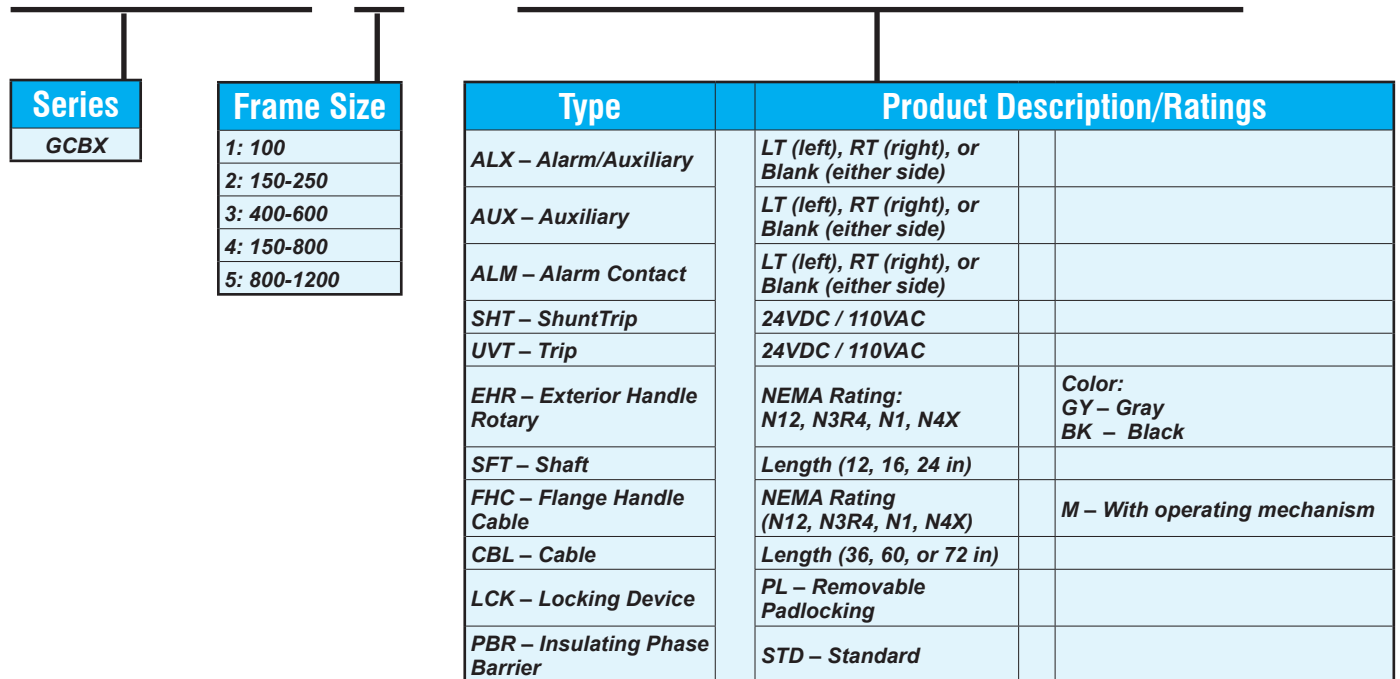 Series
GCBX
Frame Size
1: 100
2: 150-250
3: 400-600
4: 150-800
5: 800-1200
Type
Product Description/Ratings
ALX – Alarm/Auxiliary
LT (left), RT (right), or
Blank (either side)
AUX – Auxiliary
LT (left), RT (right), or
Blank (either side)
ALM – Alarm Contact
LT (left), RT (right), or
Blank (either side)
SHT – ShuntTrip
24VDC / 110VAC
UVT – Trip
24VDC / 110VAC
EHR – Exterior Handle
Rotary
NEMA Rating:
N12, N3R4, N1, N4X
Color:
GY – Gray
BK – Black
SFT – Shaft
Length (12, 16, 24 in)
FHC – Flange Handle
Cable
NEMA Rating
(N12, N3R4, N1, N4X)
M – With operating mechanism
CBL – Cable
Length (36, 60, or 72 in)
LCK – Locking Device
PL – Removable
Padlocking
PBR – Insulating Phase
Barrier
STD – Standard